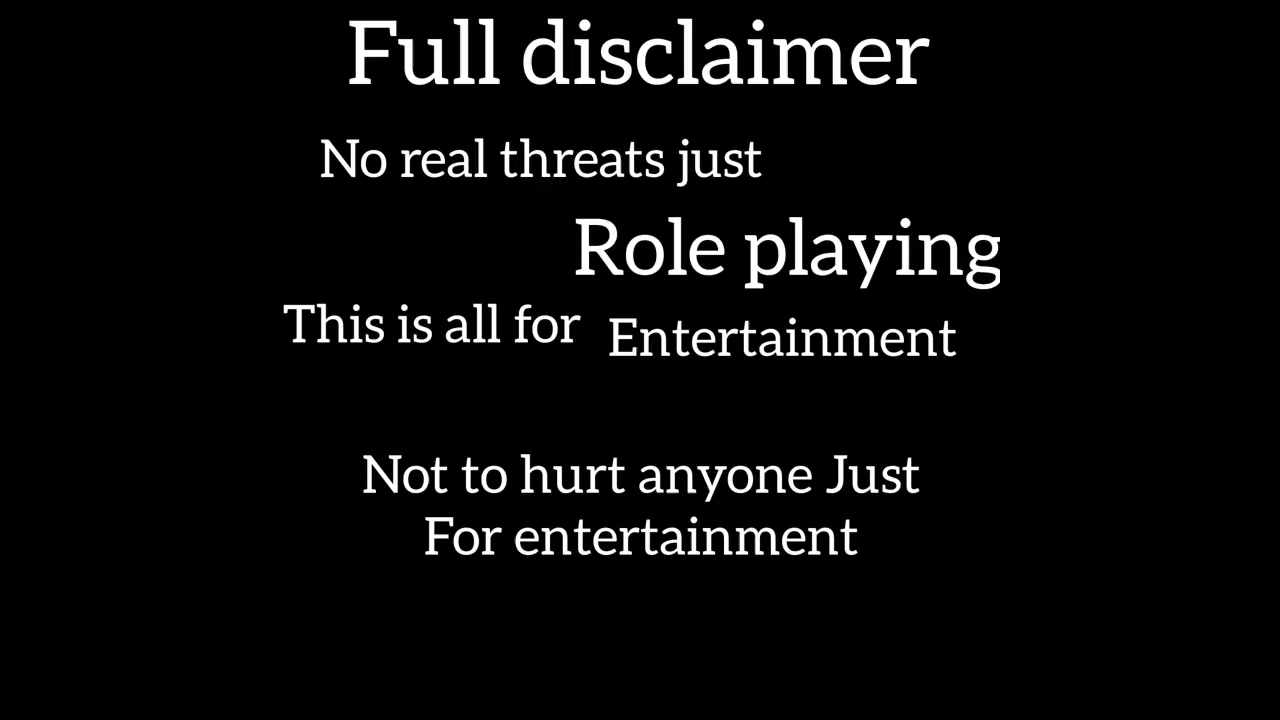 Full disclaimer
No real threats just
Role playing
This is all for Entertainment
Not to hurt anyone Just
For entertainment